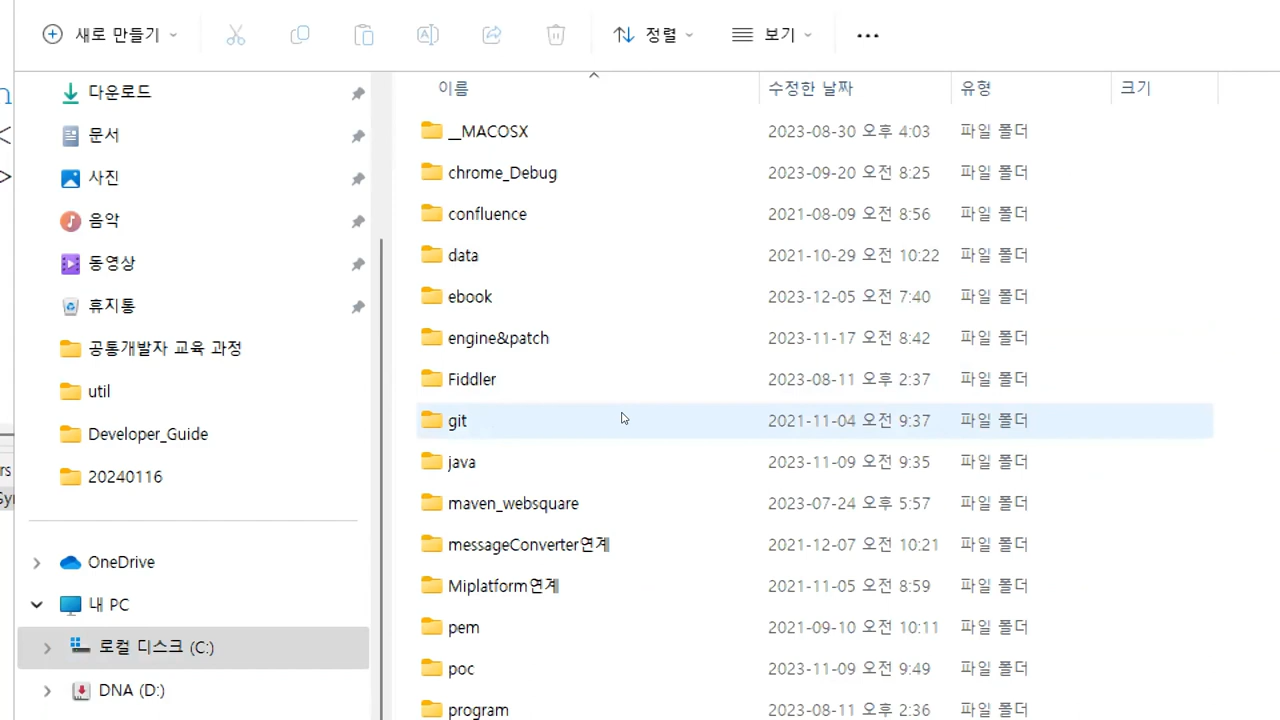 새로 만들기
정렬
보기
다운로드
문서
사진
음악
동영상
휴지통
공통개발자 교육 과정
util
Developer_Guide
20240116
OneDrive
내 PC
로컬 디스크 (C:)
DNA (D:)
이름 수정한 날짜 유형 크기
__MACOSX 2023-08-30 오후 4:03 파일 폴더
chrome_Debug 2023-09-20 오전 8:25 파일 폴더
confluence 2021-08-09 오전 8:56 파일 폴더
data 2021-10-29 오전 10:22 파일 폴더
ebook 2023-12-05 오전 7:40 파일 폴더
engine&patch 2023-11-17 오전 8:42 파일 폴더
Fiddler 2023-08-11 오후 2:37 파일 폴더
git 2021-11-04 오전 9:37 파일 폴더
java 2023-11-09 오전 9:35 파일 폴더
maven_websquare 2023-07-24 오후 5:57 파일 폴더
messageConverter연계 2021-12-07 오전 10:21 파일 폴더
Miplatform연계 2021-11-05 오전 8:59 파일 폴더
pem 2021-09-10 오전 10:11 파일 폴더
poc 2023-11-09 오전 9:49 파일 폴더
program 2023-08-11 오후 2:36 파일 폴더